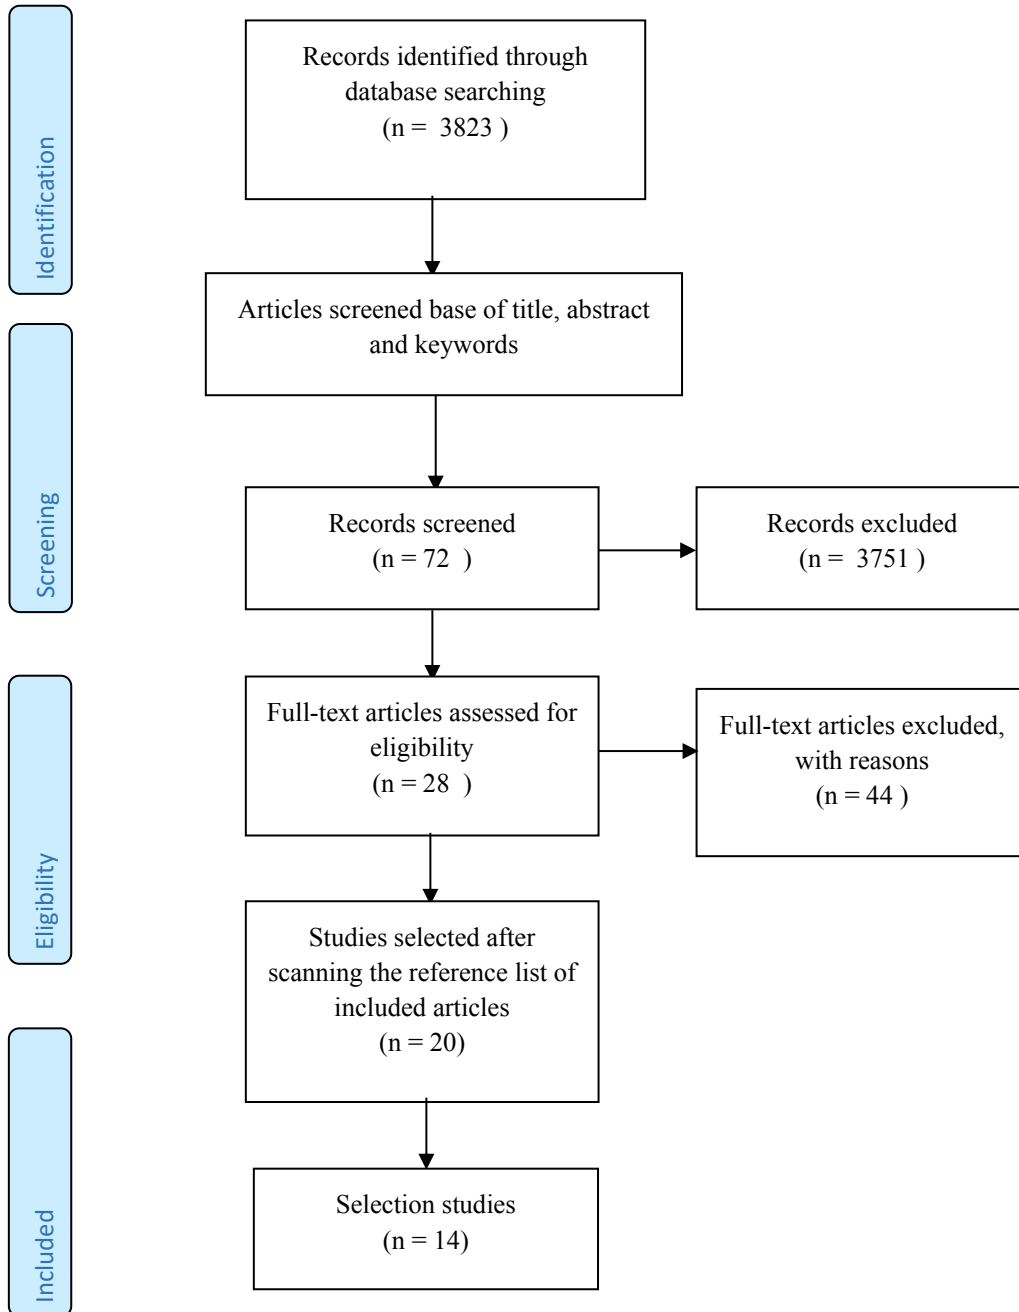 Identification
Records identified through
database searching
(n =  3823 )
Articles screened base of title, abstract
and keywords
Screening
Records screened
(n = 72  )
Records excluded
(n =  3751 )
Eligibility
Full-text articles assessed for
eligibility
(n = 28  )
Full-text articles excluded,
with reasons
(n = 44 )
Studies selected after
scanning the reference list of
included articles
(n = 20)
Included
Selection studies
(n = 14)